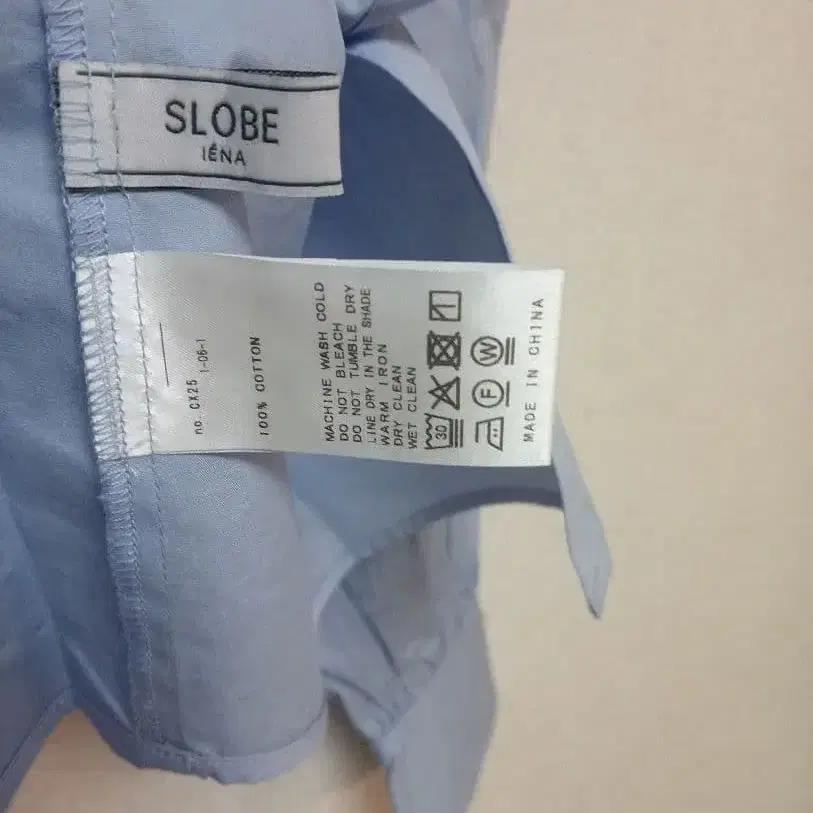 SLOBE
IÉNA
no. CX25
1-06-1
100% COTTON
MACHINE WASH COLD
DO NOT BLEACH
DO NOT TUMBLE DRY
LINE DRY IN THE SHADE
WARM IRON
DRY CLEAN
WET CLEAN
30
F W
MADE IN CHINA